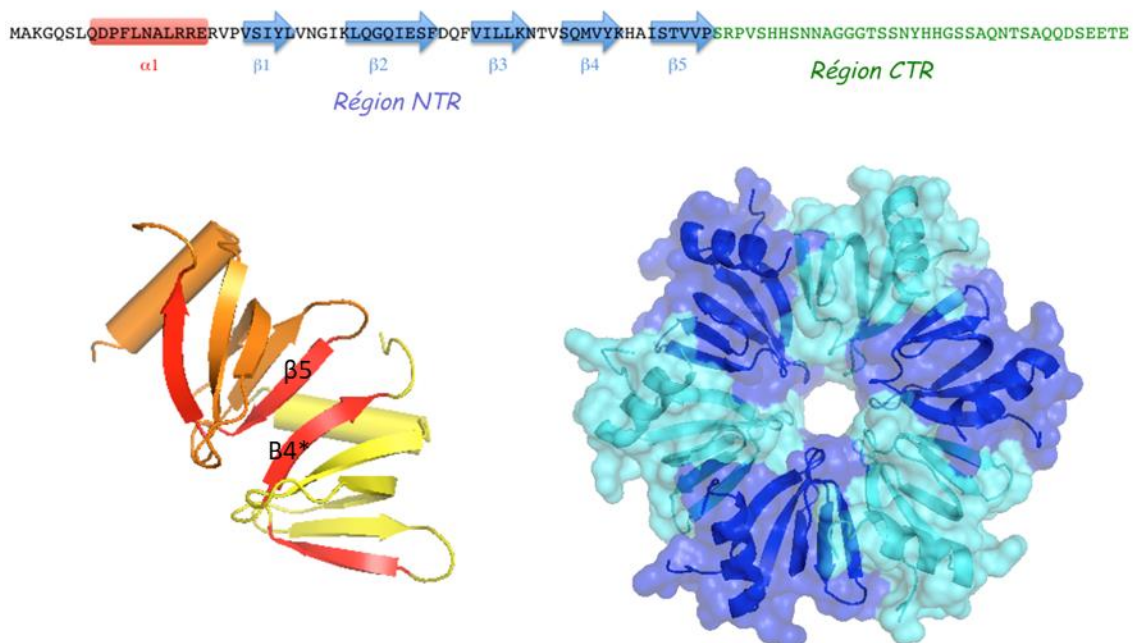 MAKGQSLQDPFLNALRRERVPVSIYLVNGIKLQGQIESFDQFVILLKNTVSQMVYKHAISTVVPSRPVSHHSNNAGGGTSSNYHHGSSAQNTSAQQDSEETE
α1 β1 β2 β3 β4 β5
Région NTR Région CTR
β5
B4*